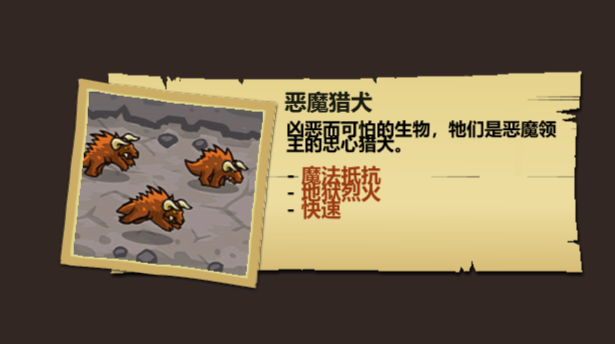 恶魔猎犬
凶恶而可怕的生物，牠们是恶魔领
主的忠心猎犬。
- 魔法抵抗
- 地狱烈火
- 快速